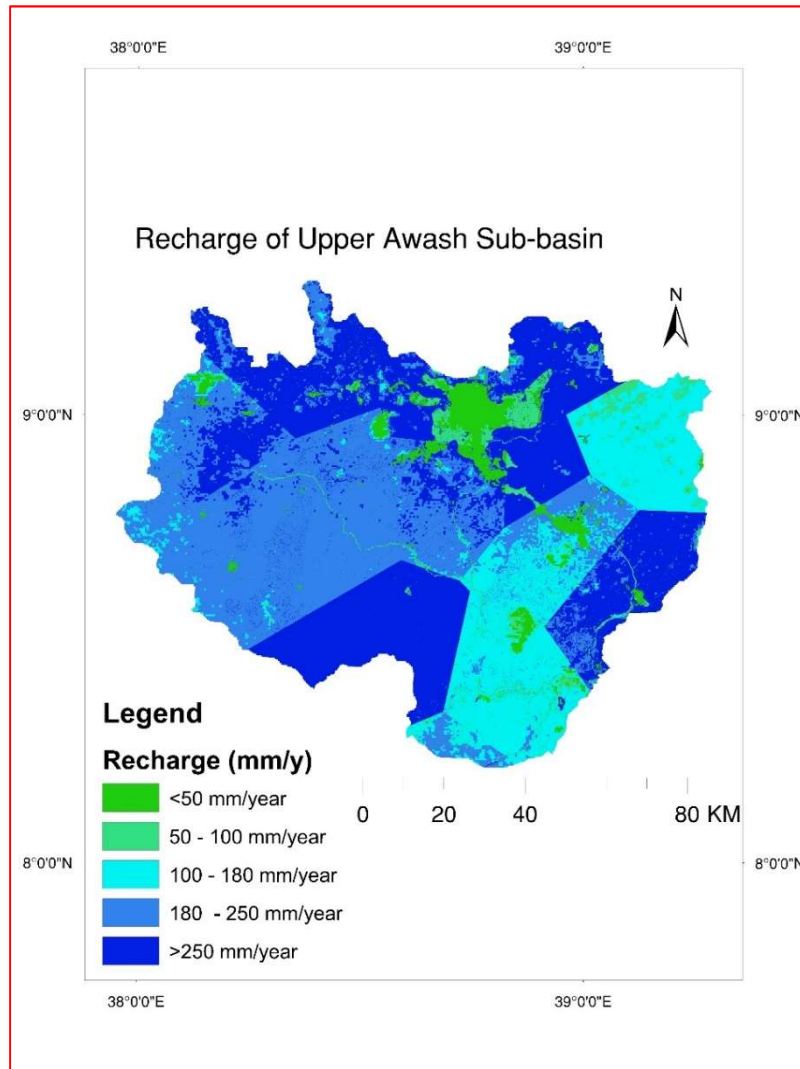 38°0'0"E 39°0'0"E
Recharge of Upper Awash Sub-basin
N
9°0'0"N 9°0'0"N
Legend
Recharge (mm/y)
<50 mm/year
50 - 100 mm/year
100 - 180 mm/year
180 - 250 mm/year
>250 mm/year
0 20 40 80 KM
8°0'0"N 8°0'0"N
38°0'0"E 39°0'0"E